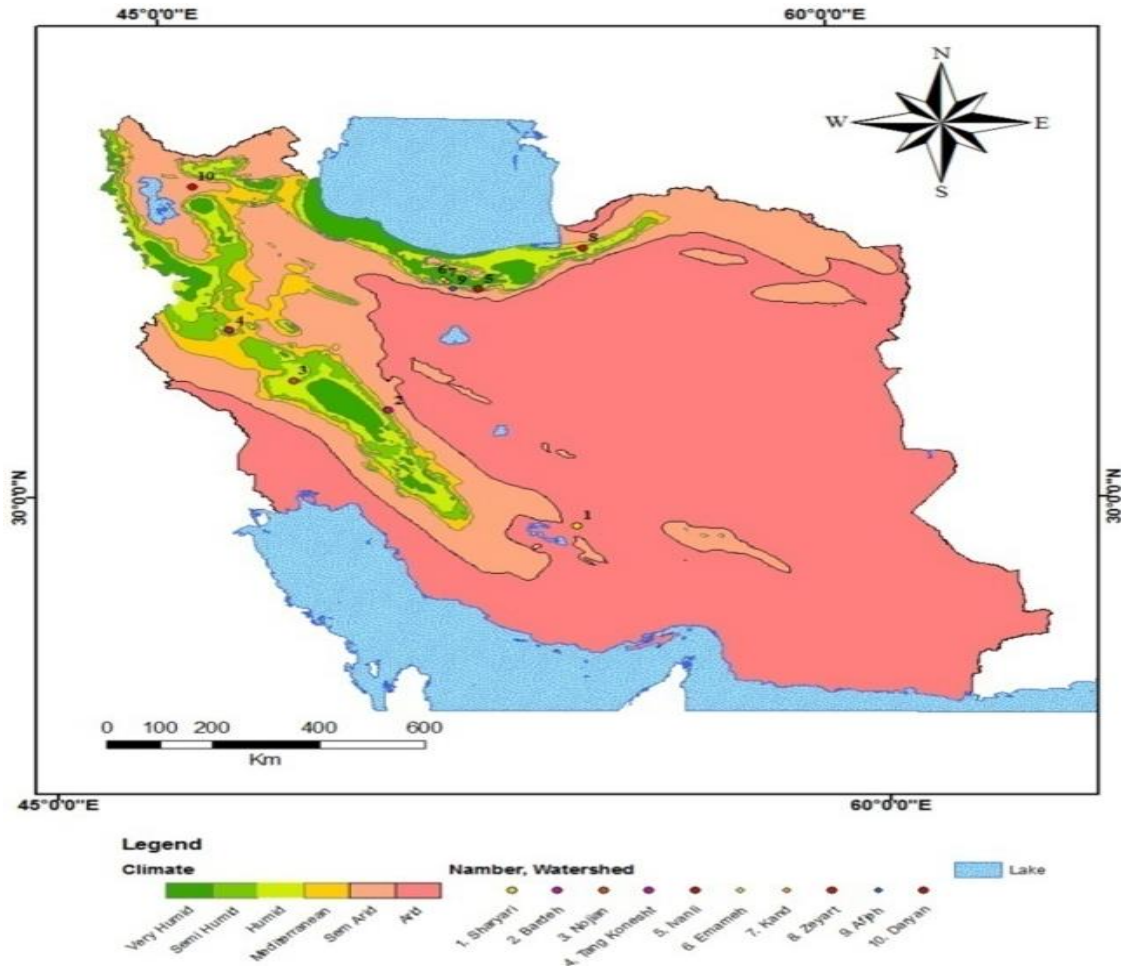 45°0'0"E 60°0'0"E
N
W E
S
10
8
6 7 9 5
4
3
2
1
30°0'0"N 30°0'0"N
0 100 200 400 600
Km
45°0'0"E 60°0'0"E
Legend
Climate Namber, Watershed Lake
Very Humid
Semi Humid
Humid
Mediterranean
Sem Arid
Arid
1. Sharyari
2. Bardeh
3. Nojian
4. Tang Konesht
5. Ivanli
6. Emameh
7. Kand
8. Zayart
9. Afjeh
10. Daryan